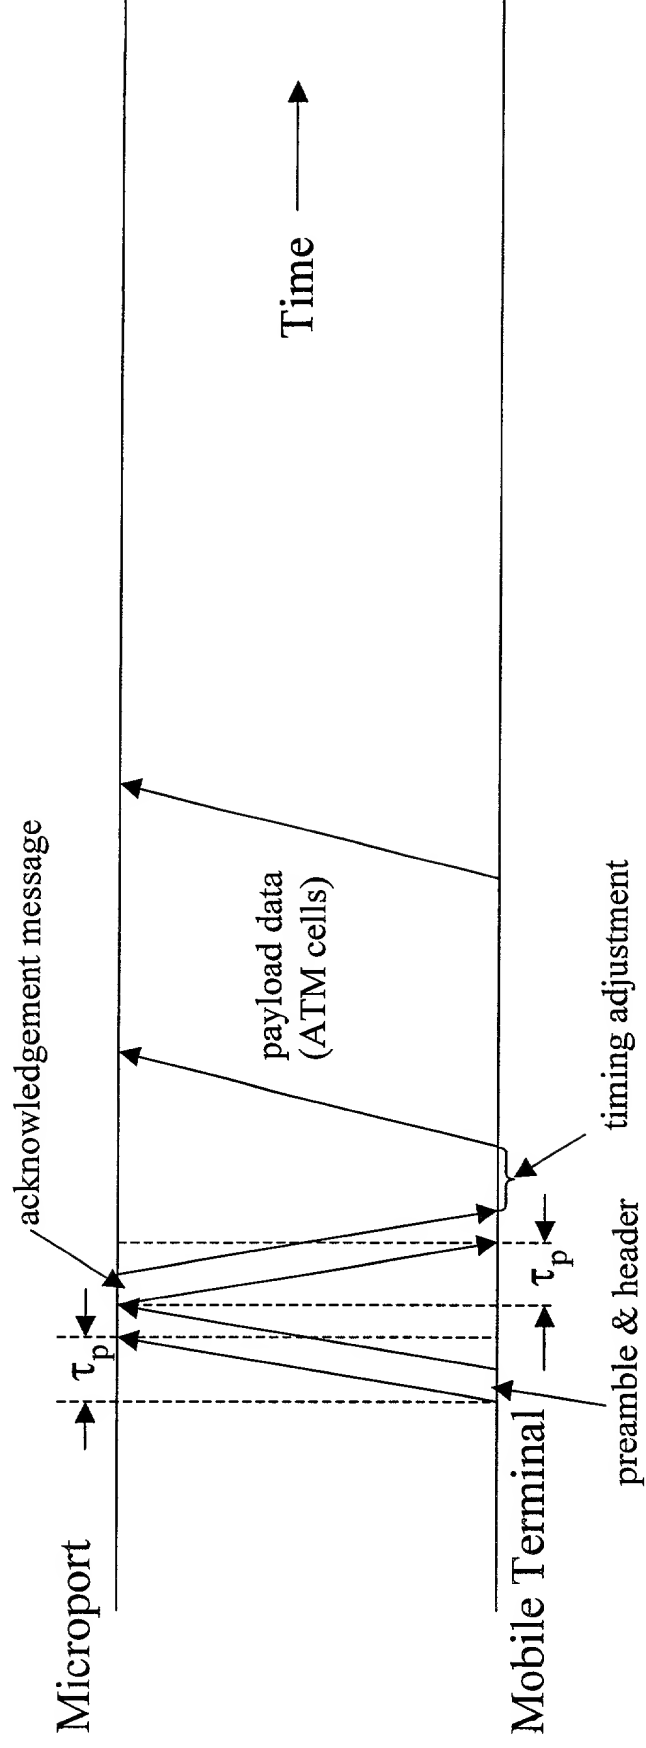 acknowledgement message
Microport
τp
Time
payload data
(ATM cells)
τp
Mobile Terminal
preamble & header
timing adjustment